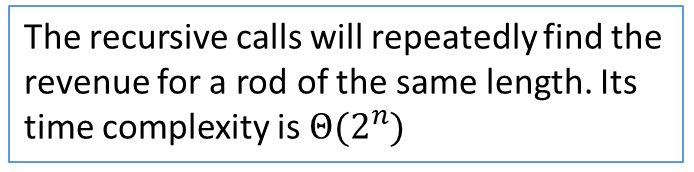 The recursive calls will repeatedly find the
revenue for a rod of the same length. Its
time complexity is Θ(2ⁿ)